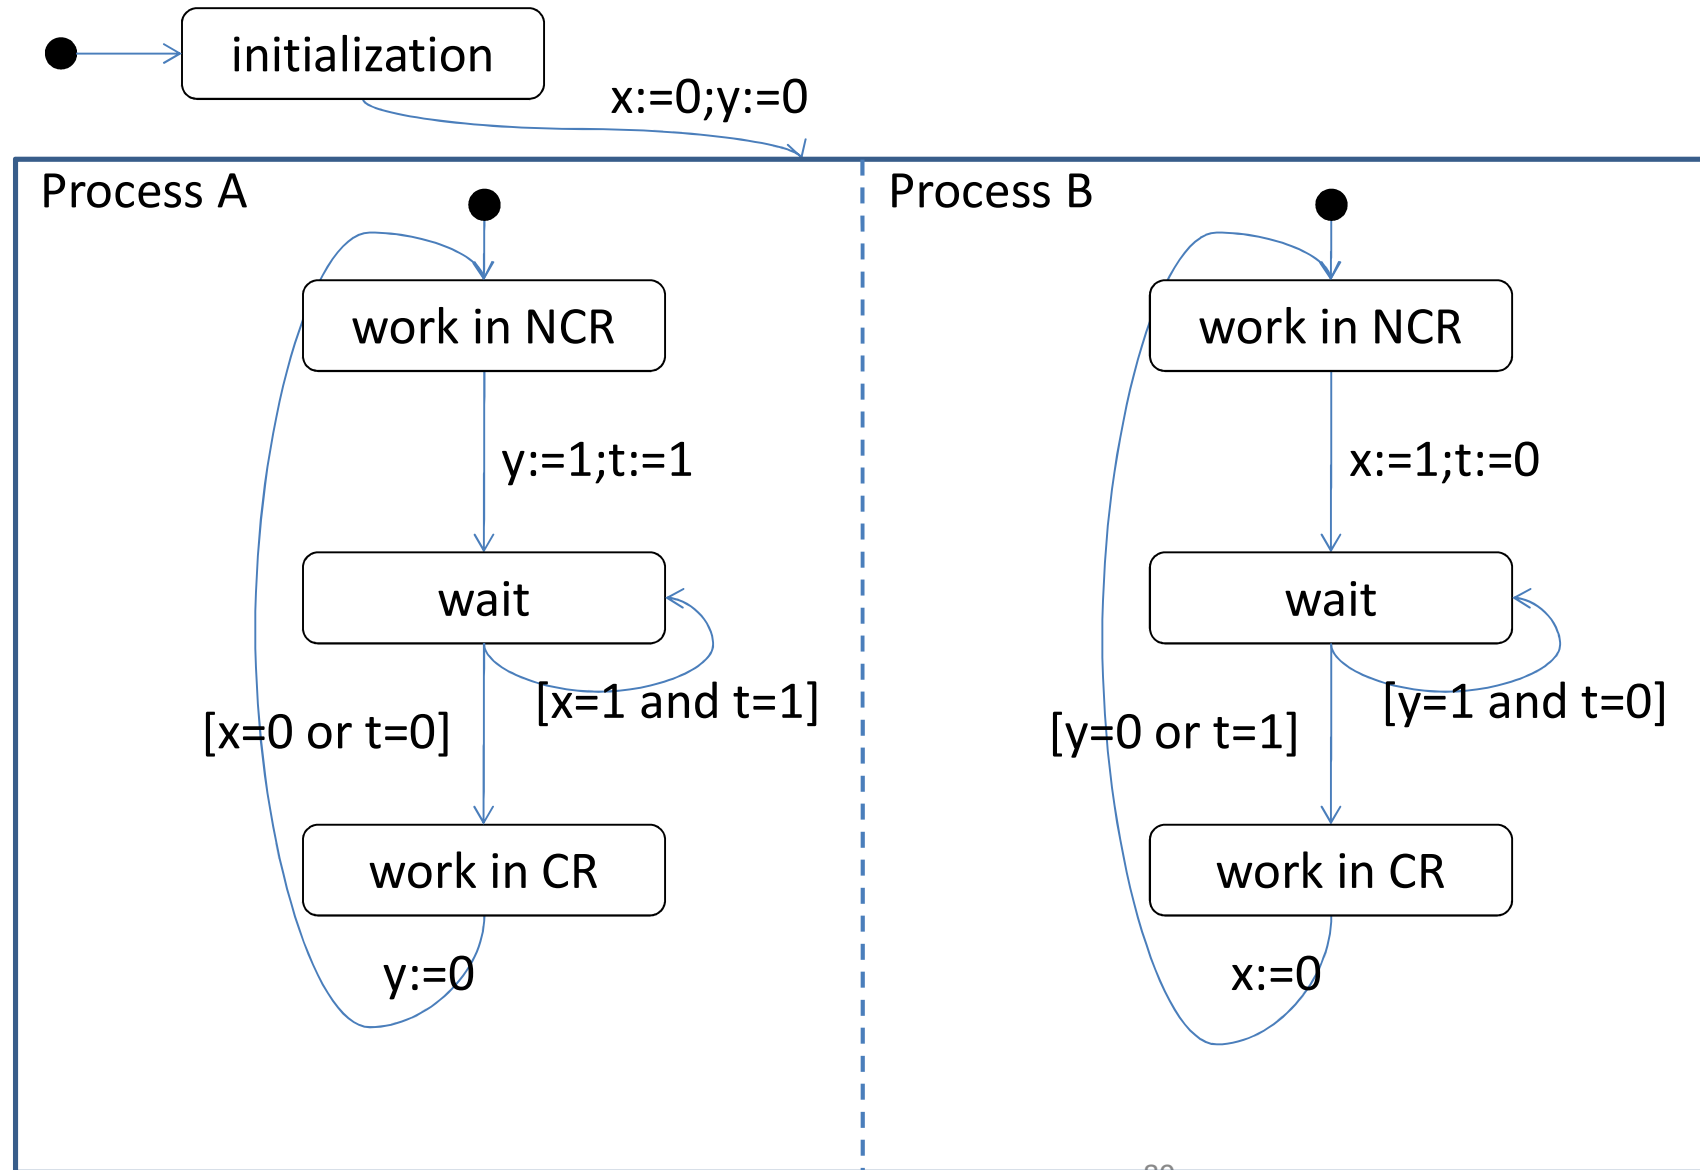 initialization
x:=0;y:=0
Process A
work in NCR
y:=1;t:=1
wait
[x=1 and t=1]
[x=0 or t=0]
work in CR
y:=0
Process B
work in NCR
x:=1;t:=0
wait
[y=1 and t=0]
[y=0 or t=1]
work in CR
x:=0